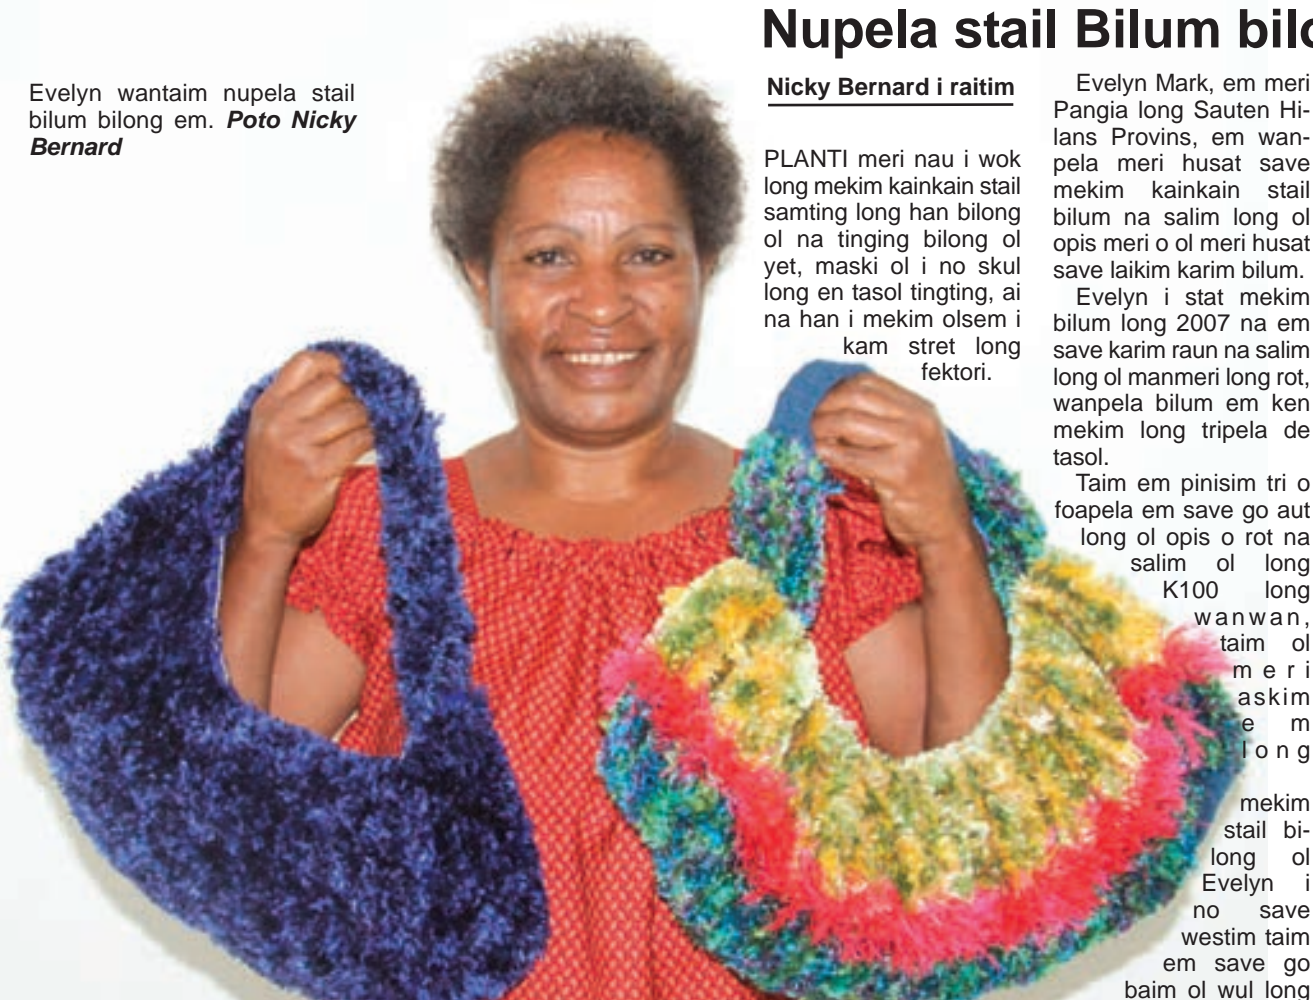 Nupela stail Bilum
Evelyn wantaim nupela stail
bilum bilong em. Poto Nicky
Bernard
Nicky Bernard i raitim
PLANTI meri nau i wok
long mekim kainkain stail
samting long han bilong
ol na tinging bilong ol
yet, maski ol i no skul
long en tasol tingting, ai
na han i mekim olsem i
kam stret long
fektori.
Evelyn Mark, em meri
Pangia long Sauten Hi-
lans Provins, em wan-
pela meri husat save
mekim kainkain stail
bilum na salim long ol
opis meri o ol meri husat
save laikim karim bilum.
Evelyn i stat mekim
bilum long 2007 na em
save karim raun na salim
long ol manmeri long rot,
wanpela bilum em ken
mekim long tripela de
tasol.
Taim em pinisim tri o
foapela em save go aut
long ol opis o rot na
salim ol long
K100 long
wanwan,
taim ol
meri
askim
em
long
mekim
stail bi-
long ol
Evelyn i
no save
westim taim
em save go
baim ol wul long